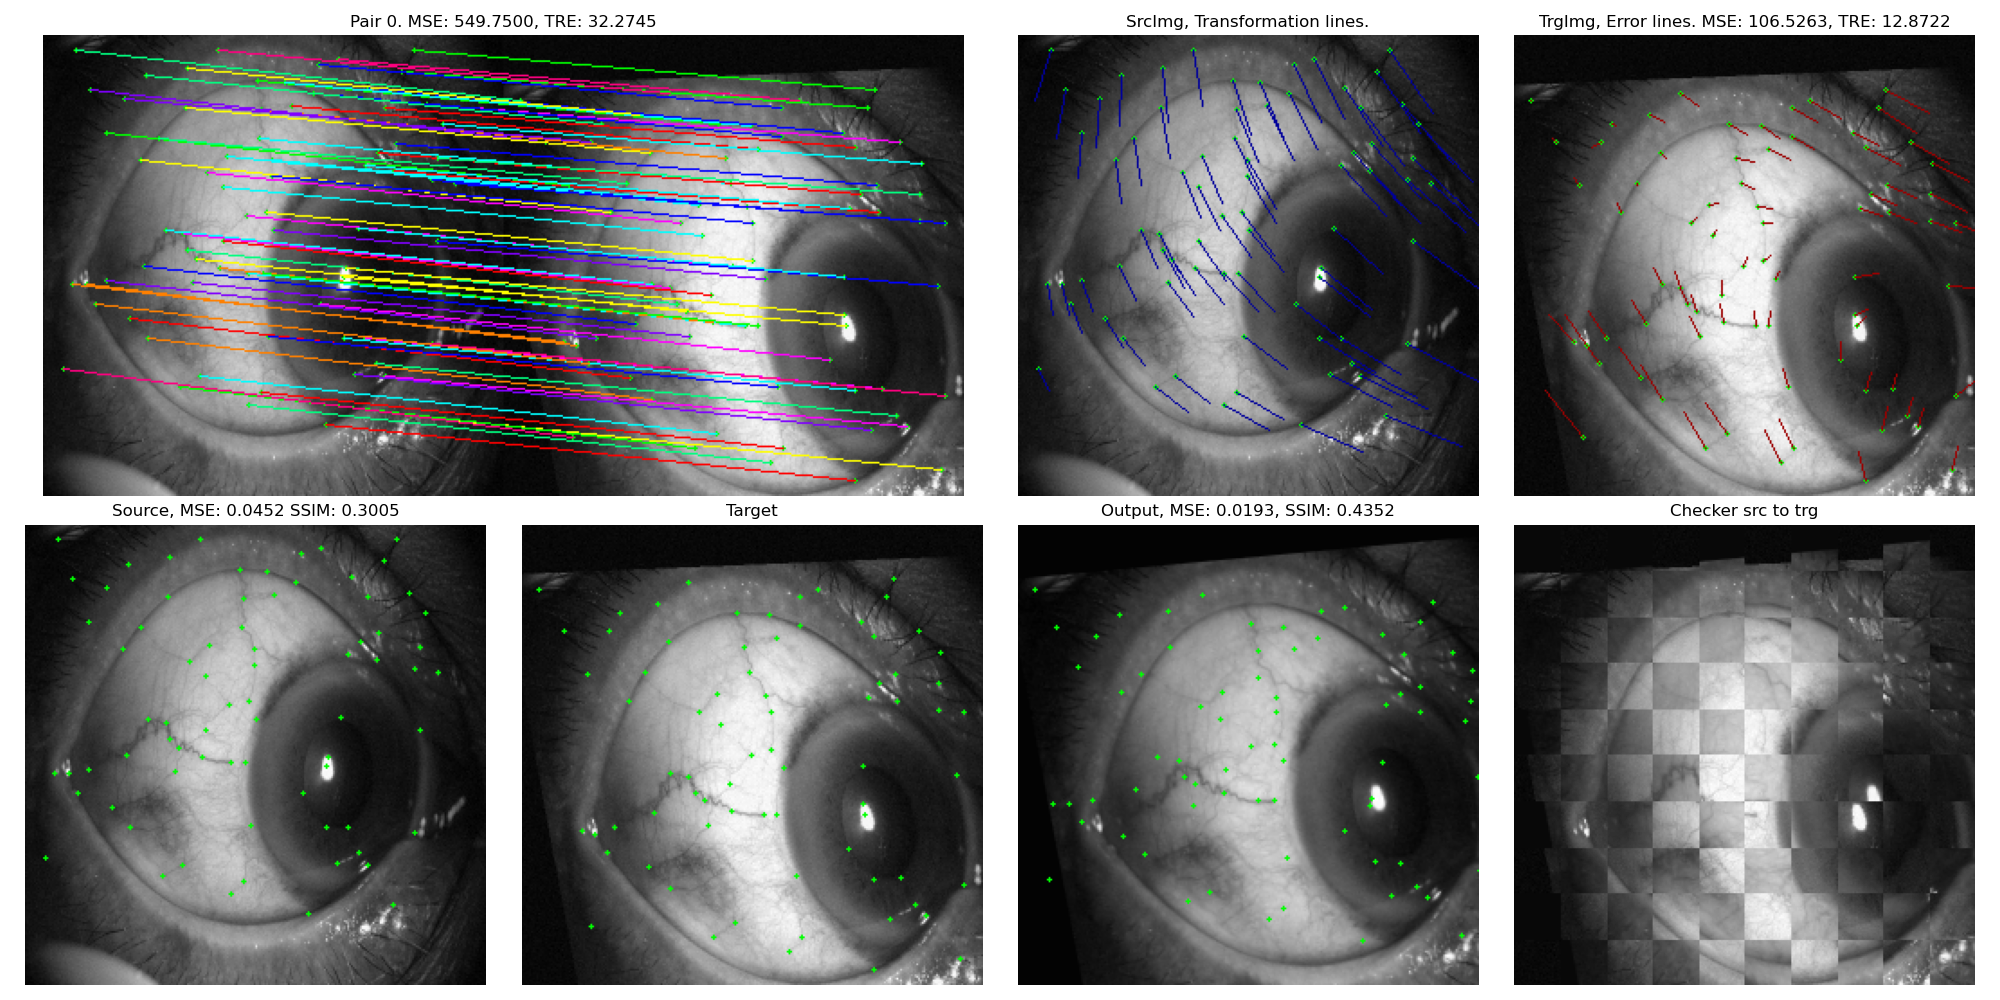 Pair 0. MSE: 549.7500, TRE: 32.2745
SrcImg, Transformation lines.
TrgImg, Error lines. MSE: 106.5263, TRE: 12.8722
Source, MSE: 0.0452 SSIM: 0.3005
Target
Output, MSE: 0.0193, SSIM: 0.4352
Checker src to trg